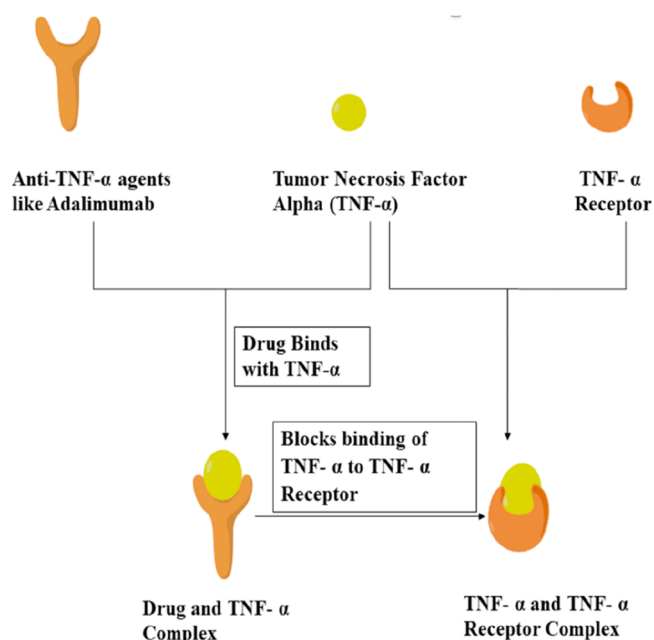 Anti-TNF-α agents
like Adalimumab
Tumor Necrosis Factor
Alpha (TNF-α)
TNF- α
Receptor
Drug Binds
with TNF-α
Blocks binding of
TNF- α to TNF- α
Receptor
Drug and TNF- α
Complex
TNF- α and TNF- α
Receptor Complex